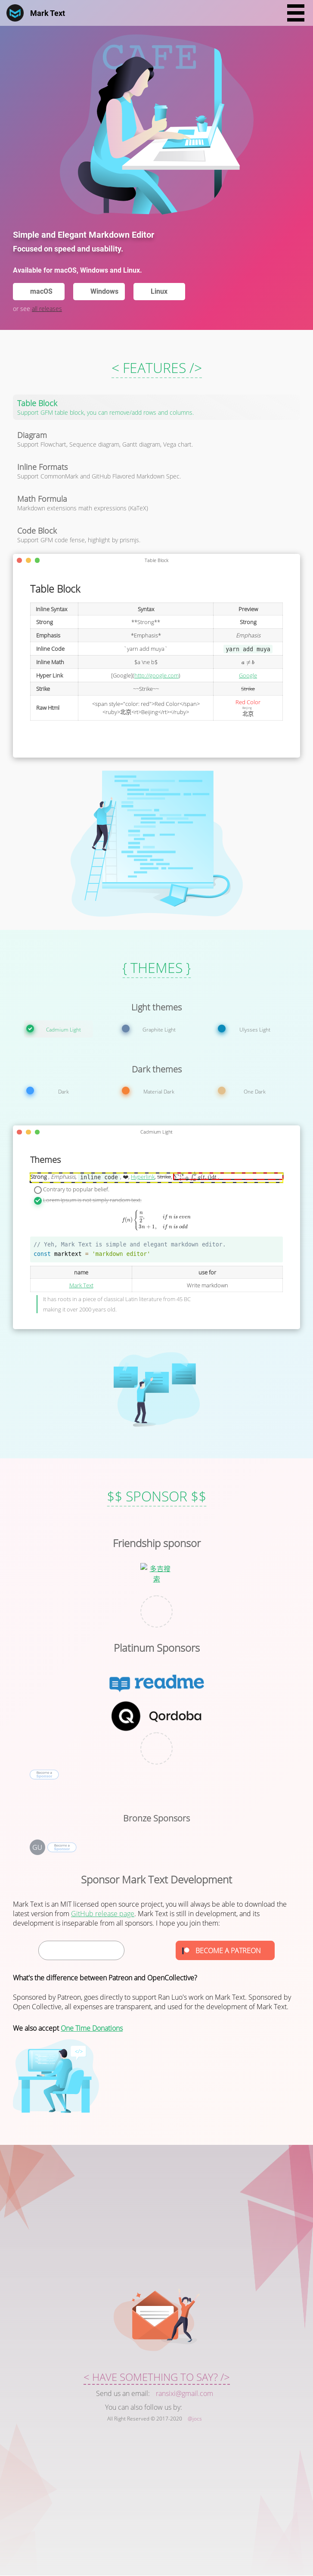 Mark Text
CAFE
Simple and Elegant Markdown Editor
Focused on speed and usability.
Available for macOS, Windows and Linux.
macOS
Windows
Linux
or see all releases
< FEATURES />
Table Block
Support GFM table block, you can remove\add rows and columns.
Diagram
Support Flowchart, Sequence diagram, Gantt diagram, Vega chart.
Inline Formats
Support CommonMark and GitHub Flavored Markdown Spec.
Math Formula
Markdown extensions math expressions (KaTeX)
Code Block
Support GFM code fense, highlight by prismjs.
Table Block
Table Block
Inline Syntax Syntax Preview
Strong **Strong** Strong
Emphasis *Emphasis* Emphasis
Inline Code `yarn add muya` yarn add muya
Inline Math $a \ne b$ a ≠ b
Hyper Link [Google](http://google.com) Google
Strike ~~Strike~~ Strike
Raw Html <span style="color: red">Red Color</span> Red Color
<ruby>北京<rt>Beijing</rt></ruby> 北京
{ THEMES }
Light themes
Cadmium Light
Graphite Light
Ulysses Light
Dark themes
Dark
Material Dark
One Dark
Cadmium Light
Themes
Strong, Emphasis, inline code, ❤️, Hyperlink, Strike,
Contrary to popular belief.
Lorem Ipsum is not simply random text.
f(n) { n/2, if n is even
3n + 1, if n is odd
// Yeh, Mark Text is simple and elegant markdown editor.
const marktext = 'markdown editor'
name use for
Mark Text Write markdown
It has roots in a piece of classical Latin literature from 45 BC
making it over 2000 years old.
$$ SPONSOR $$
Friendship sponsor
多吉搜索
Platinum Sponsors
readme
Qordoba
Become a
Bronze Sponsors
GU
Become a
Sponsor Mark Text Development
Mark Text is an MIT licensed open source project, you will always be able to download the
latest version from GitHub release page. Mark Text is still in development, and its
development is inseparable from all sponsors. I hope you join them:
BECOME A PATREON
What's the difference between Patreon and OpenCollective?
Sponsored by Patreon, goes directly to support Ran Luo's work on Mark Text. Sponsored by
Open Collective, all expenses are transparent, and used for the development of Mark Text.
We also accept One Time Donations
< HAVE SOMETHING TO SAY? />
Send us an email: ransixi@gmail.com
You can also follow us by:
All Right Reserved © 2017-2020 @Jocs